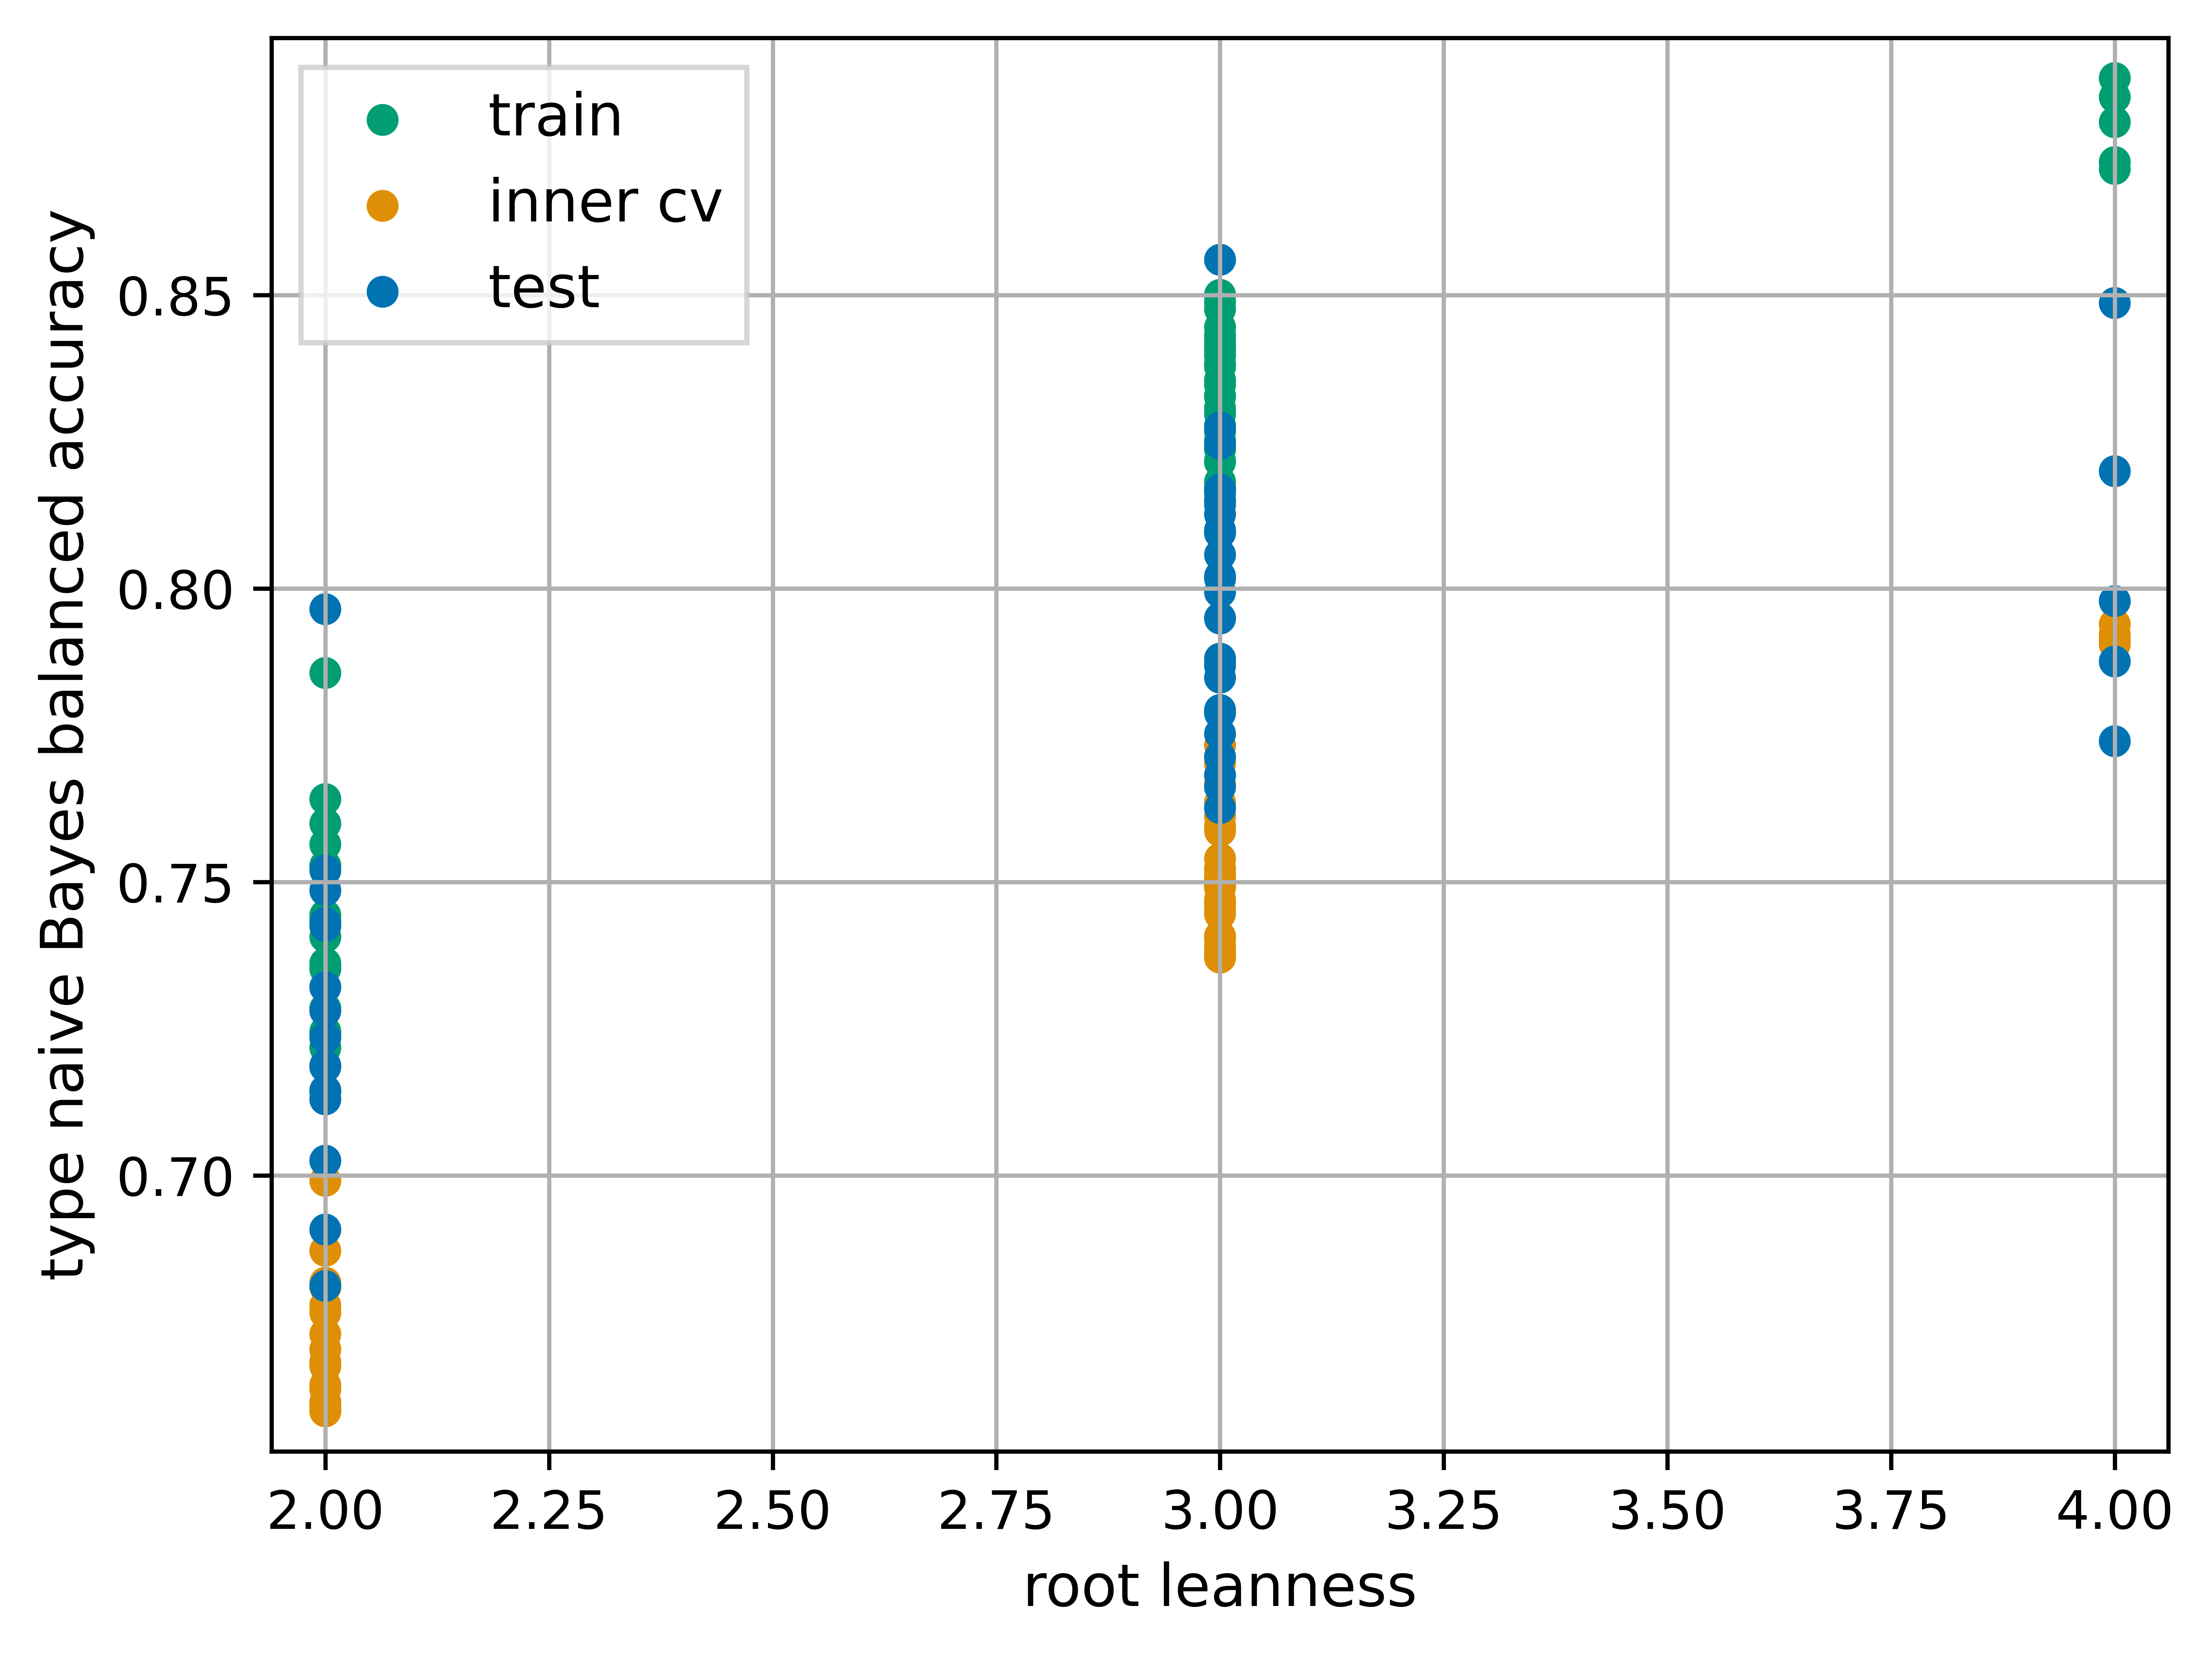 train
inner cv
test
type naive Bayes balanced accuracy
0.85
0.80
0.75
0.70
2.00 2.25 2.50 2.75 3.00 3.25 3.50 3.75 4.00
root leanness